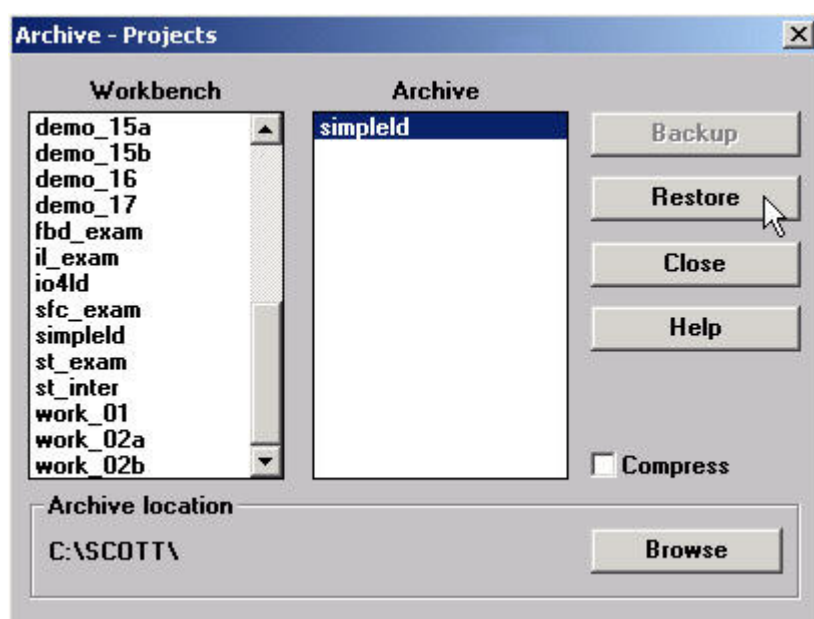 Archive - Projects
Workbench
demo_15a
demo_15b
demo_16
demo_17
fbd_exam
il_exam
io4ld
sfc_exam
simpleld
st_exam
st_inter
work_01
work_02a
work_02b
Archive
simpleld
Backup
Restore
Close
Help
Compress
Archive location
C:\SCOTT\
Browse